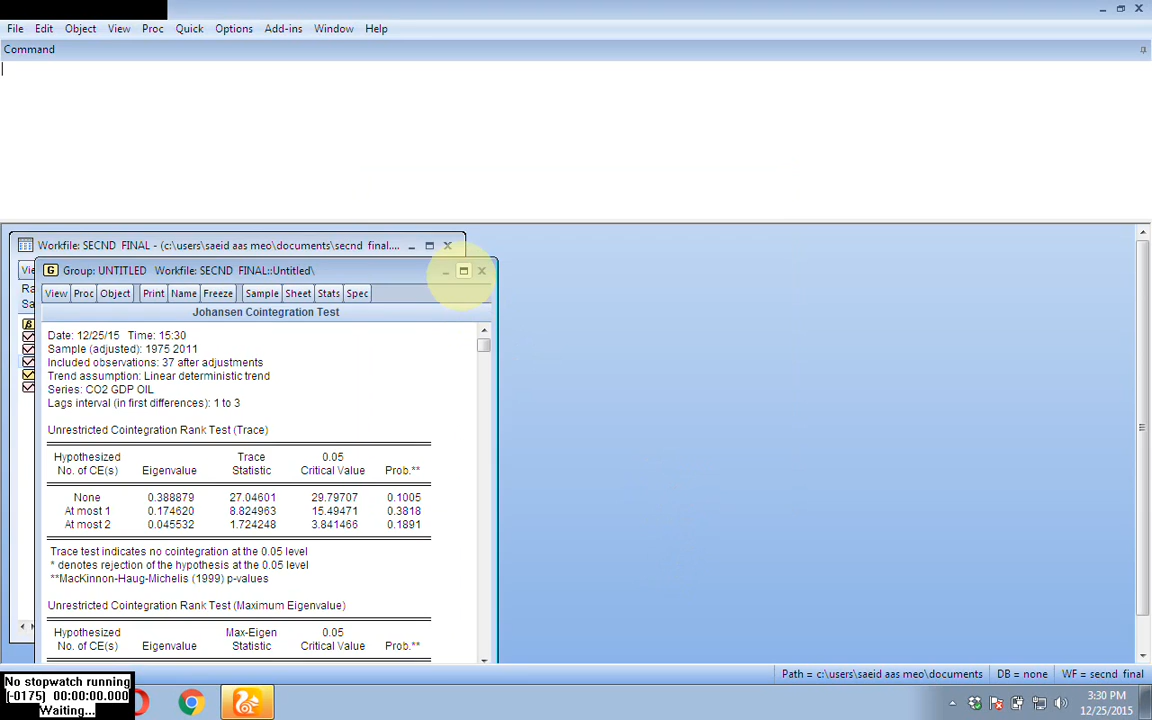 File Edit Object View Proc Quick Options Add-ins Window Help
Command
Workfile: SECND FINAL - (c:\users\saeid aas meo\documents\secnd final....
Group: UNTITLED Workfile: SECND FINAL::Untitled\
View Proc Object Print Name Freeze Sample Sheet Stats Spec
Johansen Cointegration Test
Date: 12/25/15 Time: 15:30
Sample (adjusted): 1975 2011
Included observations: 37 after adjustments
Trend assumption: Linear deterministic trend
Series: CO2 GDP OIL
Lags interval (in first differences): 1 to 3
Unrestricted Cointegration Rank Test (Trace)
Hypothesized Trace 0.05
No. of CE(s) Eigenvalue Statistic Critical Value Prob.**
None 0.388879 27.04601 29.79707 0.1005
At most 1 0.174620 8.824963 15.49471 0.3818
At most 2 0.045532 1.724248 3.841466 0.1891
Trace test indicates no cointegration at the 0.05 level
* denotes rejection of the hypothesis at the 0.05 level
**MacKinnon-Haug-Michelis (1999) p-values
Unrestricted Cointegration Rank Test (Maximum Eigenvalue)
Hypothesized Max-Eigen 0.05
No. of CE(s) Eigenvalue Statistic Critical Value Prob.**
Path = c:\users\saeid aas meo\documents DB = none WF = secnd final
No stopwatch running
[-0175] 00:00:00.000
Waiting...
3:30 PM
12/25/2015